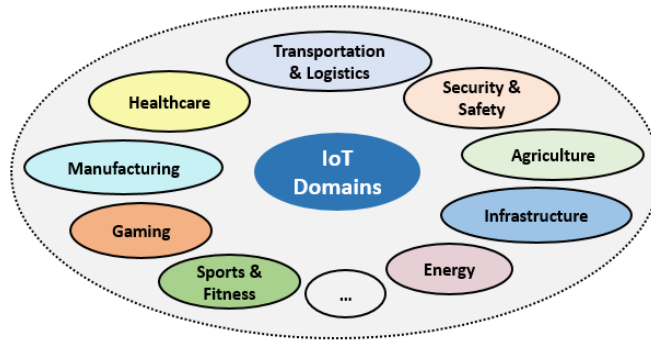 Transportation
& Logistics
Healthcare
Security &
Safety
IoT
Domains
Manufacturing
Agriculture
Gaming
Infrastructure
Sports &
Fitness
...
Energy